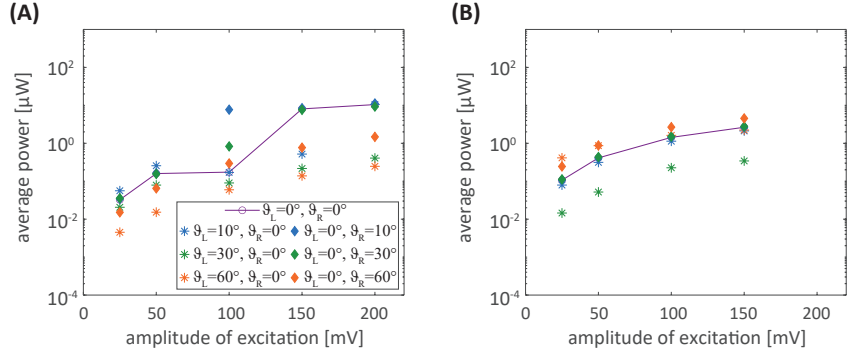 (A)
(B)
average power [µW]
10²
10⁰
10⁻²
10⁻⁴
0
50
100
150
200
amplitude of excitation [mV]
ϑL=0°, ϑR=0°
ϑL=10°, ϑR=0°
ϑL=0°, ϑR=10°
ϑL=30°, ϑR=0°
ϑL=0°, ϑR=30°
ϑL=60°, ϑR=0°
ϑL=0°, ϑR=60°
average power [µW]
10²
10⁰
10⁻²
10⁻⁴
0
50
100
150
200
amplitude of excitation [mV]